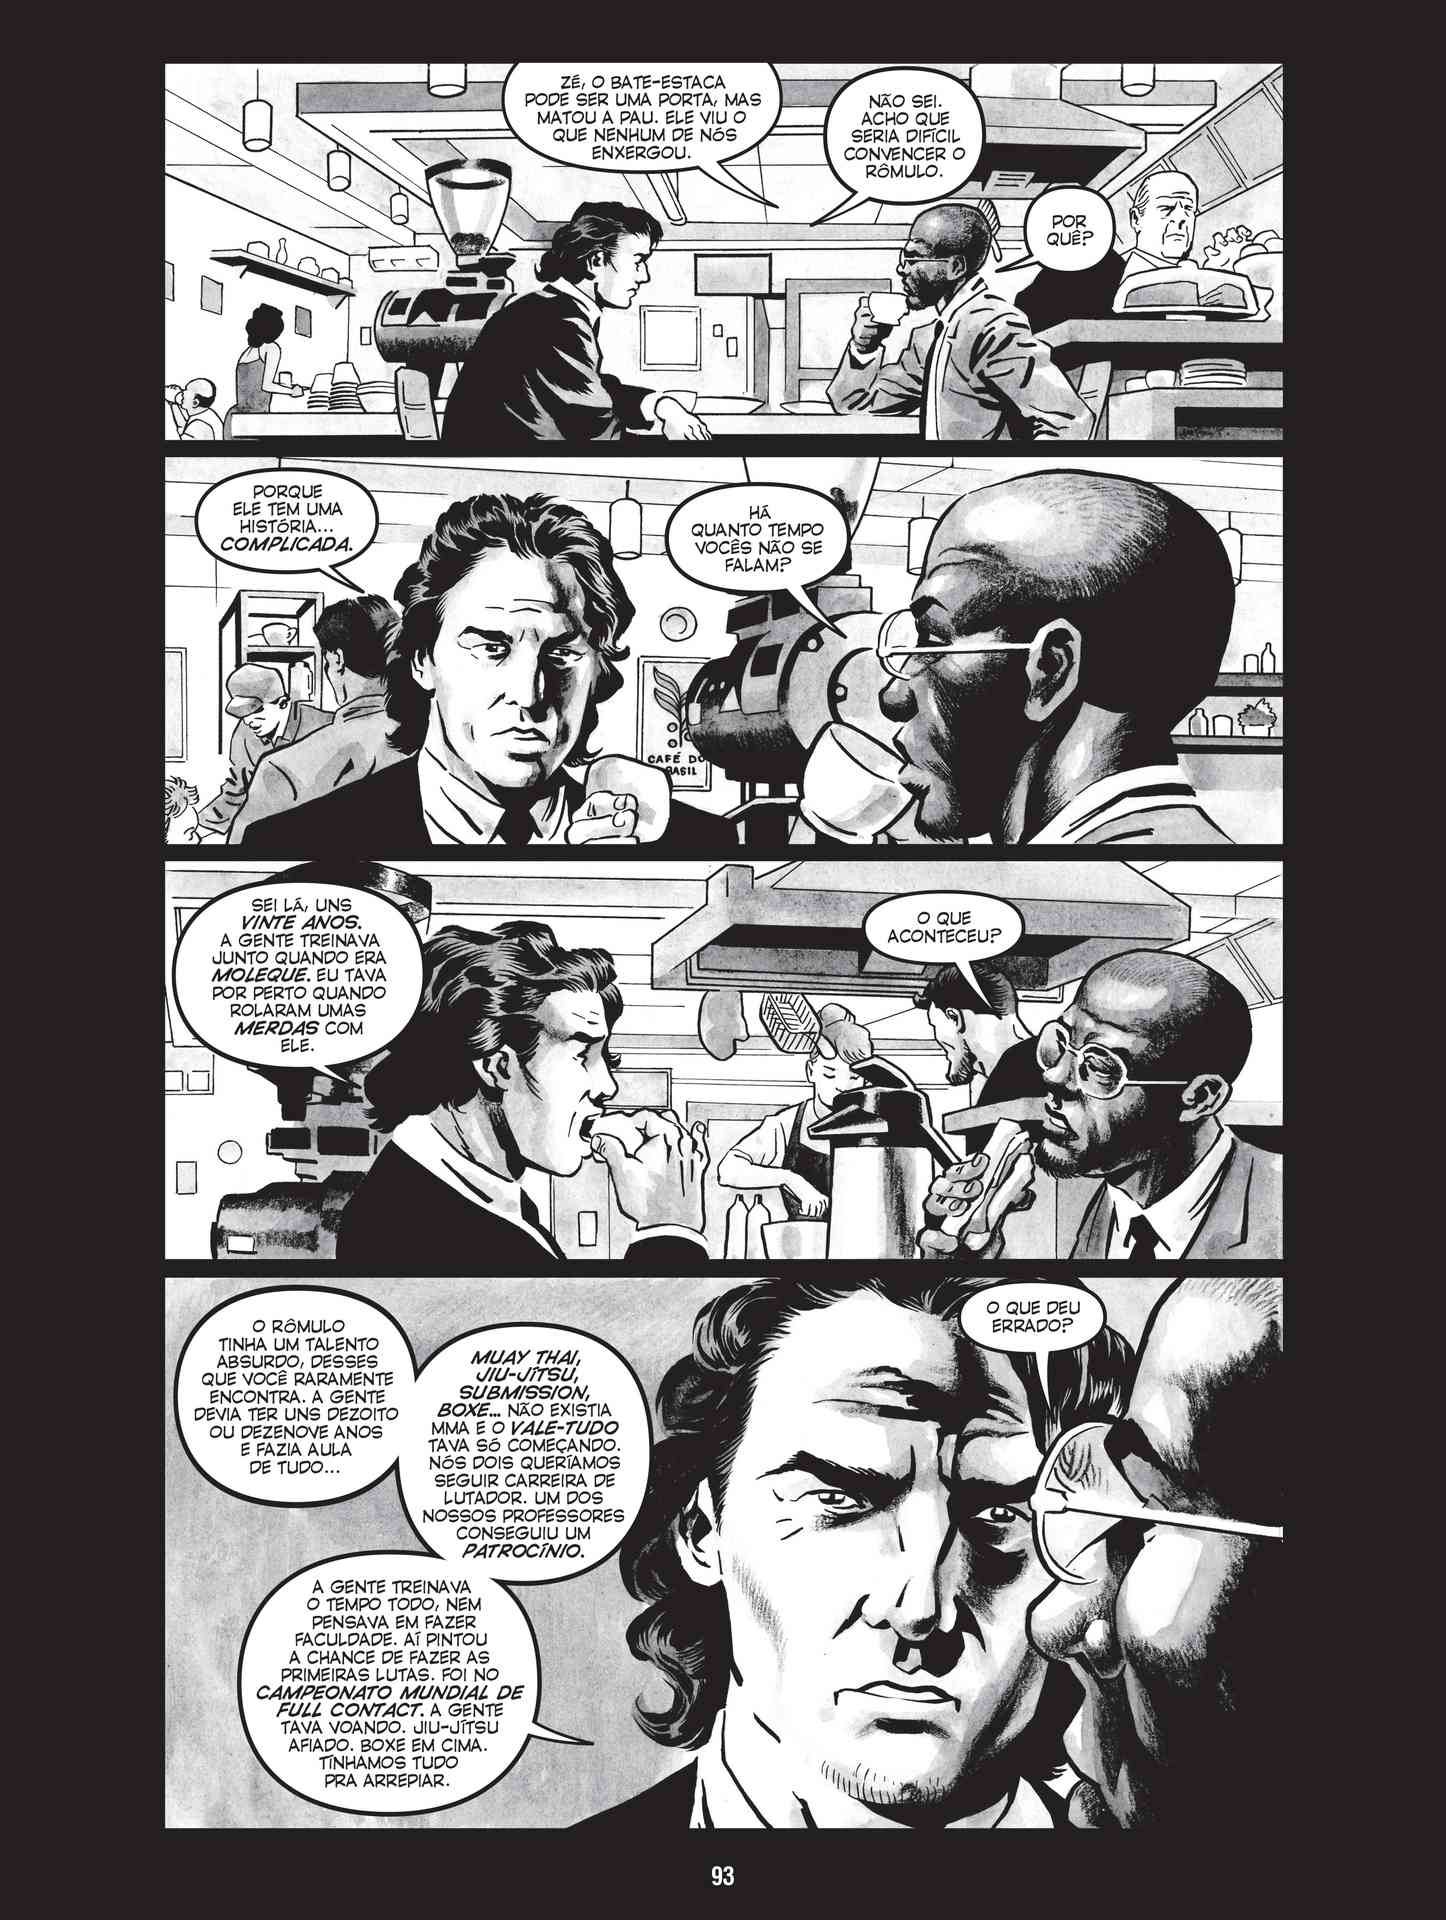 ZÉ, O BATE-ESTACA
PODE SER UMA PORTA, MAS
MATOU A PAU. ELE VIU O
QUE NENHUM DE NÓS
ENXERGOU.
NÃO SEI.
ACHO QUE
SERIA DIFÍCIL
CONVENCER O
RÔMULO.
POR
QUÊ?
PORQUE
ELE TEM UMA
HISTÓRIA...
COMPLICADA.
HÁ
QUANTO TEMPO
VOCÊS NÃO SE
FALAM?
CAFÉ DO
BRASIL
SEI LÁ, UNS
VINTE ANOS.
A GENTE TREINAVA
JUNTO QUANDO ERA
MOLEQUE. EU TAVA
POR PERTO QUANDO
ROLARAM UMAS
MERDAS COM
ELE.
O QUE
ACONTECEU?
O RÔMULO
TINHA UM TALENTO
ABSURDO, DESSES
QUE VOCÊ RARAMENTE
ENCONTRA. A GENTE
DEVIA TER UNS DEZOITO
OU DEZENOVE ANOS
E FAZIA AULA
DE TUDO...
MUAY THAI,
JIU-JÍTSU,
SUBMISSION,
BOXE... NÃO EXISTIA
MMA E O VALE-TUDO
TAVA SÓ COMEÇANDO.
NÓS DOIS QUERÍAMOS
SEGUIR CARREIRA DE
LUTADOR. UM DOS
NOSSOS PROFESSORES
CONSEGUIU UM
PATROCÍNIO.
A GENTE TREINAVA
O TEMPO TODO, NEM
PENSAVA EM FAZER
FACULDADE. AÍ PINTOU
A CHANCE DE FAZER AS
PRIMEIRAS LUTAS. FOI NO
CAMPEONATO MUNDIAL DE
FULL CONTACT. A GENTE
TAVA VOANDO. JIU-JÍTSU
AFIADO. BOXE EM CIMA.
TÍNHAMOS TUDO
PRA ARREPIAR.
O QUE DEU
ERRADO?
93